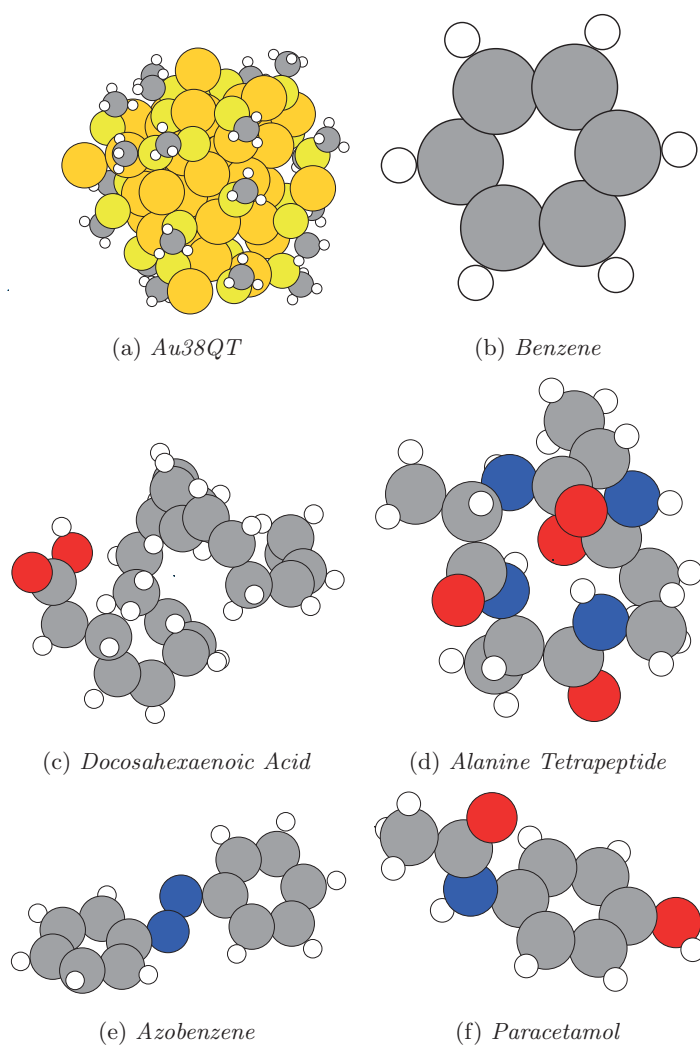 (a) Au38QT
(b) Benzene
(c) Docosahexaenoic Acid
(d) Alanine Tetrapeptide
(e) Azobenzene
(f) Paracetamol